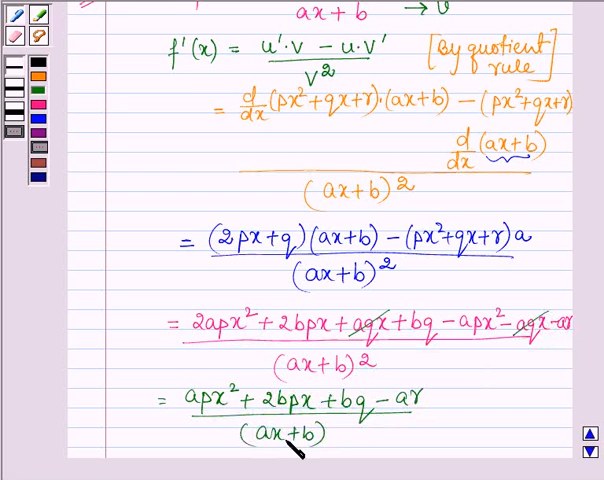 ax+b → v
f'(x) = u'·v − u·v' / v² [By quotient rule]
= d/dx (px²+qx+r)·(ax+b) − (px²+qx+r)
d/dx (ax+b)
(ax+b)²
= (2px+q)(ax+b) − (px²+qx+r)a
(ax+b)²
= 2apx² + 2bpx + aqx + bq − apx² − aqx − ar
(ax+b)²
= apx² + 2bpx + bq − ar
(ax+b)